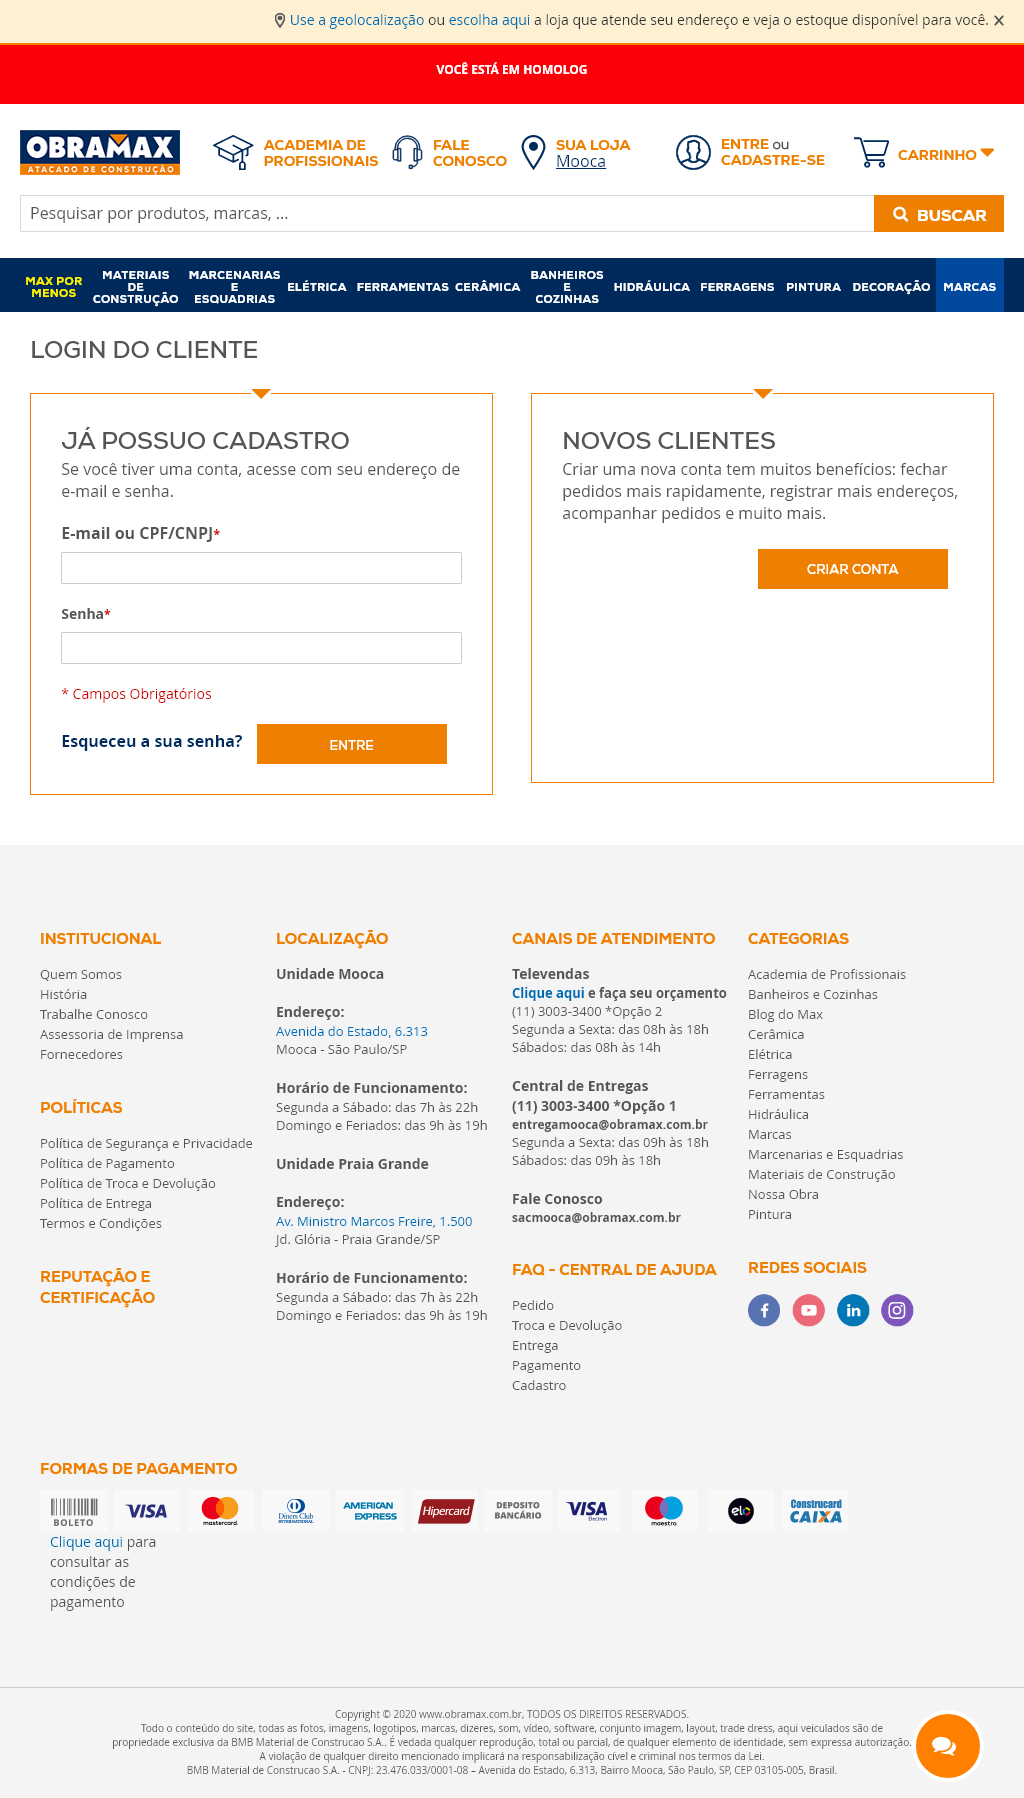 Use a geolocalização ou escolha aqui a loja que atende seu endereço e veja o estoque disponível para você.
VOCÊ ESTÁ EM HOMOLOG
OBRAMAX
ATACADO DE CONSTRUÇÃO
ACADEMIA DE
PROFISSIONAIS
FALE
CONOSCO
SUA LOJA
Mooca
ENTRE ou
CADASTRE-SE
CARRINHO
Pesquisar por produtos, marcas, ...
BUSCAR
MAX POR
MENOS
MATERIAIS
DE
CONSTRUÇÃO
MARCENARIAS
E
ESQUADRIAS
ELÉTRICA
FERRAMENTAS
CERÂMICA
BANHEIROS
E
COZINHAS
HIDRÁULICA
FERRAGENS
PINTURA
DECORAÇÃO
MARCAS
LOGIN DO CLIENTE
JÁ POSSUO CADASTRO
Se você tiver uma conta, acesse com seu endereço de
e-mail e senha.
E-mail ou CPF/CNPJ*
Senha*
* Campos Obrigatórios
Esqueceu a sua senha?
ENTRE
NOVOS CLIENTES
Criar uma nova conta tem muitos benefícios: fechar
pedidos mais rapidamente, registrar mais endereços,
acompanhar pedidos e muito mais.
CRIAR CONTA
INSTITUCIONAL
Quem Somos
História
Trabalhe Conosco
Assessoria de Imprensa
Fornecedores
POLÍTICAS
Política de Segurança e Privacidade
Política de Pagamento
Política de Troca e Devolução
Política de Entrega
Termos e Condições
REPUTAÇÃO E
CERTIFICAÇÃO
LOCALIZAÇÃO
Unidade Mooca
Endereço:
Avenida do Estado, 6.313
Mooca - São Paulo/SP
Horário de Funcionamento:
Segunda a Sábado: das 7h às 22h
Domingo e Feriados: das 9h às 19h
Unidade Praia Grande
Endereço:
Av. Ministro Marcos Freire, 1.500
Jd. Glória - Praia Grande/SP
Horário de Funcionamento:
Segunda a Sábado: das 7h às 22h
Domingo e Feriados: das 9h às 19h
CANAIS DE ATENDIMENTO
Televendas
Clique aqui e faça seu orçamento
(11) 3003-3400 *Opção 2
Segunda a Sexta: das 08h às 18h
Sábados: das 08h às 14h
Central de Entregas
(11) 3003-3400 *Opção 1
entregamooca@obramax.com.br
Segunda a Sexta: das 09h às 18h
Sábados: das 09h às 18h
Fale Conosco
sacmooca@obramax.com.br
FAQ - CENTRAL DE AJUDA
Pedido
Troca e Devolução
Entrega
Pagamento
Cadastro
CATEGORIAS
Academia de Profissionais
Banheiros e Cozinhas
Blog do Max
Cerâmica
Elétrica
Ferragens
Ferramentas
Hidráulica
Marcas
Marcenarias e Esquadrias
Materiais de Construção
Nossa Obra
Pintura
REDES SOCIAIS
FORMAS DE PAGAMENTO
BOLETO
VISA
mastercard
Diners Club
INTERNATIONAL
AMERICAN
EXPRESS
Hipercard
DEPOSITO
BANCÁRIO
VISA
Electron
maestro
elo
Construcard
CAIXA
Clique aqui para
consultar as
condições de
pagamento
Copyright © 2020 www.obramax.com.br, TODOS OS DIREITOS RESERVADOS.
Todo o conteúdo do site, todas as fotos, imagens, logotipos, marcas, dizeres, som, vídeo, software, conjunto imagem, layout, trade dress, aqui veiculados são de
propriedade exclusiva da BMB Material de Construcao S.A.. É vedada qualquer reprodução, total ou parcial, de qualquer elemento de identidade, sem expressa autorização.
A violação de qualquer direito mencionado implicará na responsabilização cível e criminal nos termos da Lei.
BMB Material de Construcao S.A. - CNPJ: 23.476.033/0001-08 – Avenida do Estado, 6.313, Bairro Mooca, São Paulo, SP, CEP 03105-005, Brasil.